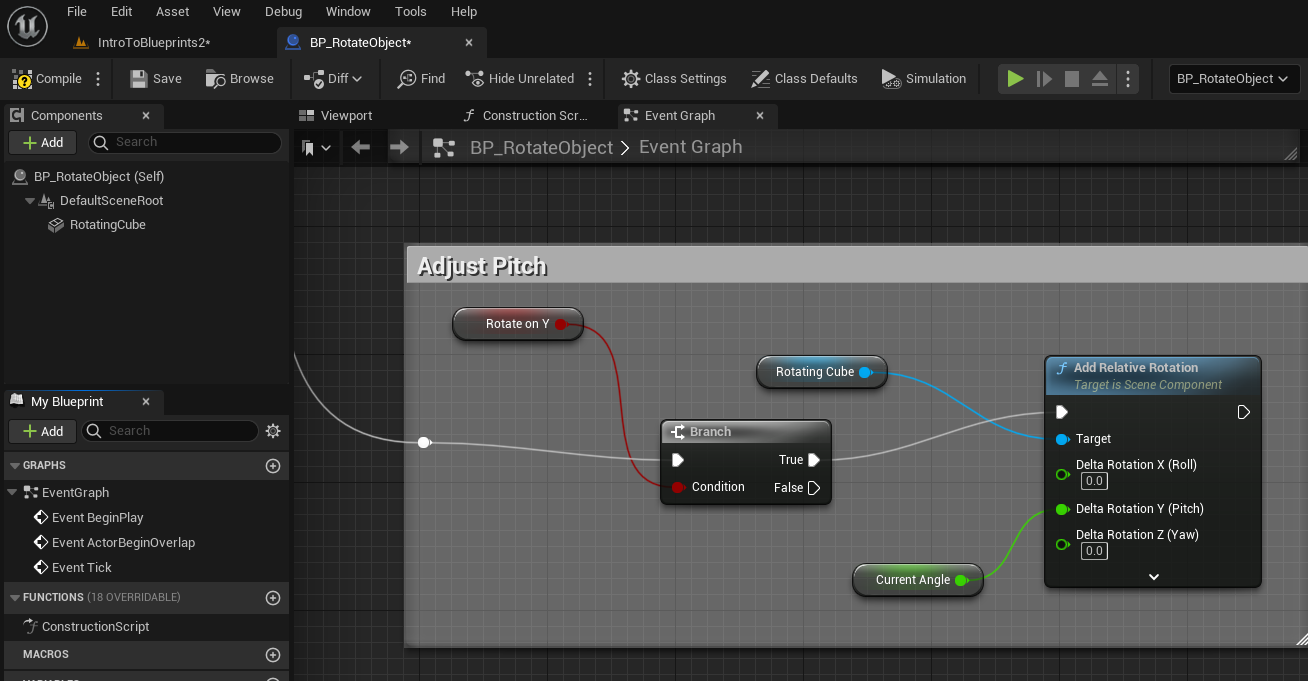 File Edit Asset View Debug Window Tools Help
IntroToBlueprints2*
BP_RotateObject*
Compile
Save
Browse
Diff
Find
Hide Unrelated
Class Settings
Class Defaults
Simulation
BP_RotateObject
Components
Add
Search
BP_RotateObject (Self)
DefaultSceneRoot
RotatingCube
My Blueprint
Add
Search
GRAPHS
EventGraph
Event BeginPlay
Event ActorBeginOverlap
Event Tick
FUNCTIONS (18 OVERRIDABLE)
ConstructionScript
MACROS
VARIABLES
Viewport
Construction Scr...
Event Graph
BP_RotateObject > Event Graph
Adjust Pitch
Rotate on Y
Rotating Cube
Branch
True
Condition
False
Current Angle
Add Relative Rotation
Target is Scene Component
Target
Delta Rotation X (Roll)
0.0
Delta Rotation Y (Pitch)
Delta Rotation Z (Yaw)
0.0